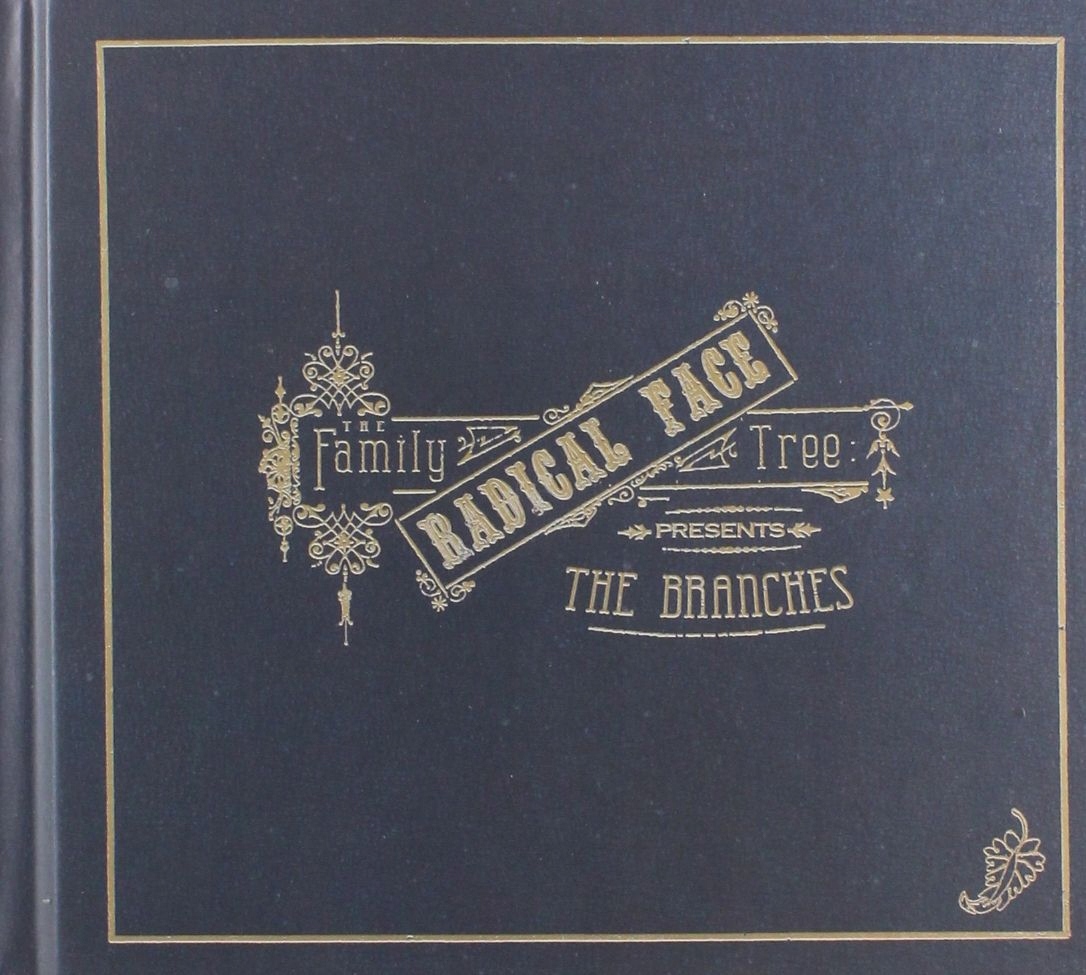 THE
Family Tree:
RADICAL FACE
PRESENTS
THE BRANCHES